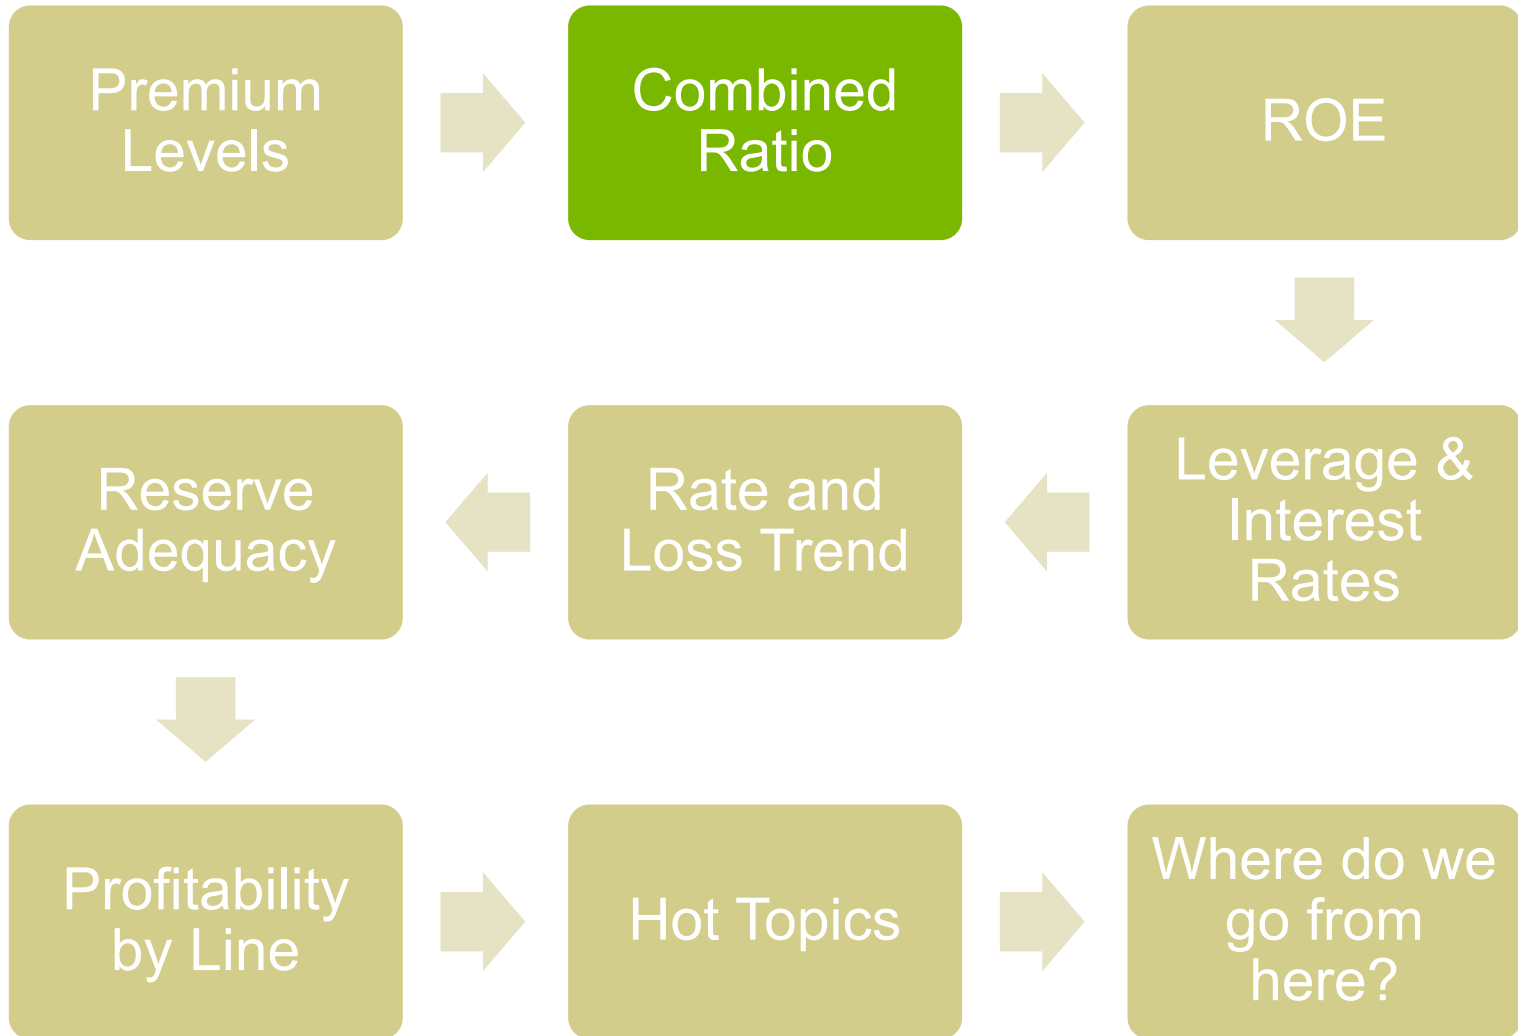 Premium
Levels
Combined
Ratio
ROE
Leverage &
Interest
Rates
Rate and
Loss Trend
Reserve
Adequacy
Profitability
by Line
Hot Topics
Where do we
go from
here?